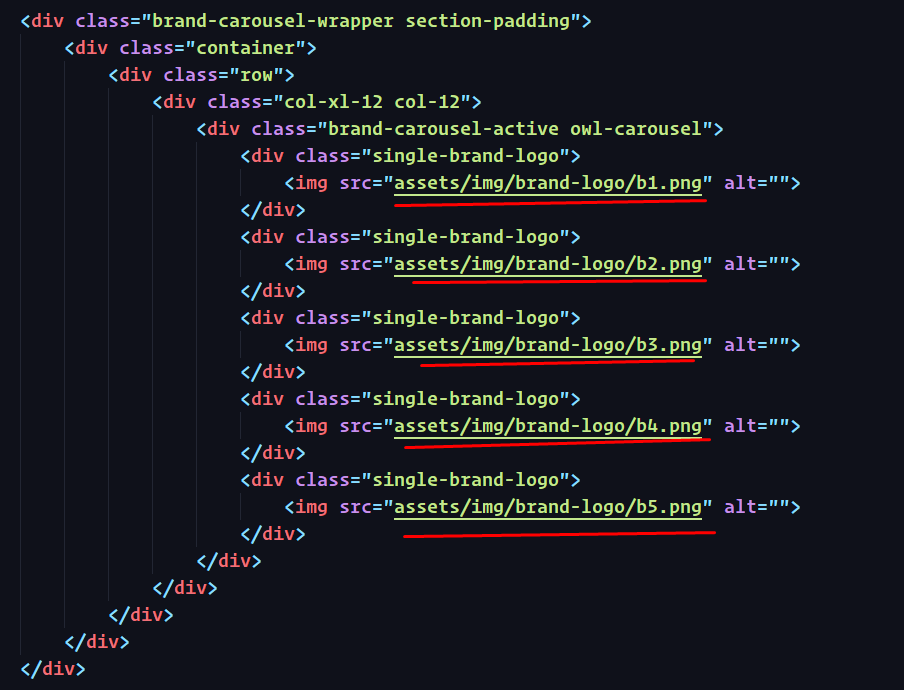 <div class="brand-carousel-wrapper section-padding">
<div class="container">
<div class="row">
<div class="col-xl-12 col-12">
<div class="brand-carousel-active owl-carousel">
<div class="single-brand-logo">
<img src="assets/img/brand-logo/b1.png" alt="">
</div>
<div class="single-brand-logo">
<img src="assets/img/brand-logo/b2.png" alt="">
</div>
<div class="single-brand-logo">
<img src="assets/img/brand-logo/b3.png" alt="">
</div>
<div class="single-brand-logo">
<img src="assets/img/brand-logo/b4.png" alt="">
</div>
<div class="single-brand-logo">
<img src="assets/img/brand-logo/b5.png" alt="">
</div>
</div>
</div>
</div>
</div>
</div>